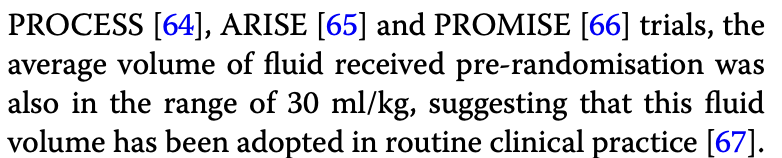 PROCESS [64], ARISE [65] and PROMISE [66] trials, the
average volume of fluid received pre-randomisation was
also in the range of 30 ml/kg, suggesting that this fluid
volume has been adopted in routine clinical practice [67].